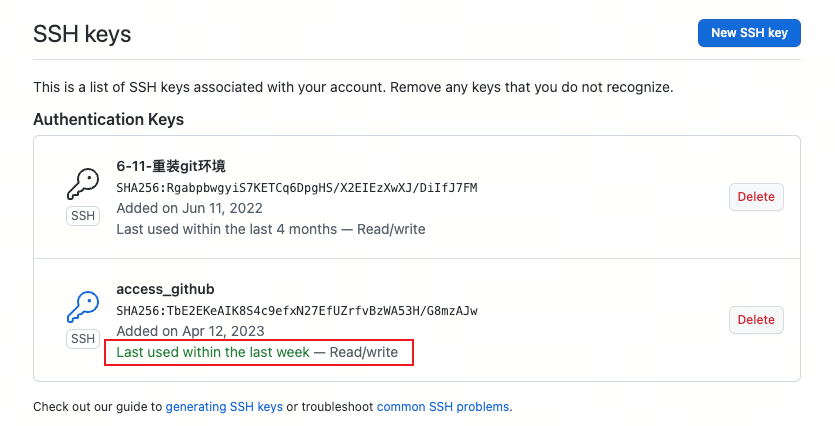 SSH keys
New SSH key
This is a list of SSH keys associated with your account. Remove any keys that you do not recognize.
Authentication Keys
6-11-重装git环境
SHA256:RgabpbwgyiS7KETCq6DpgHS/X2EIEzXwXJ/DiIfJ7FM
Added on Jun 11, 2022
Last used within the last 4 months — Read/write
SSH
Delete
access_github
SHA256:TbE2EKeAIK8S4c9efxN27EfUZrfvBzWA53H/G8mzAJw
Added on Apr 12, 2023
Last used within the last week — Read/write
SSH
Delete
Check out our guide to generating SSH keys or troubleshoot common SSH problems.